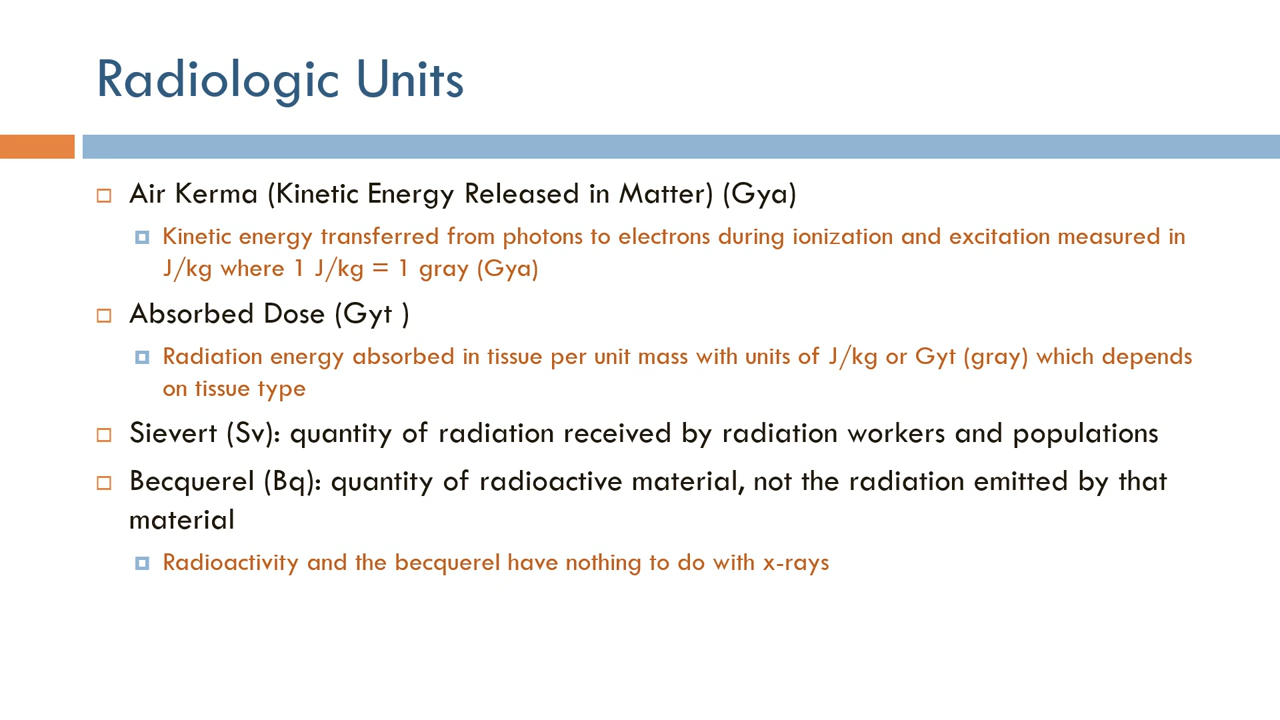 Radiologic Units
Air Kerma (Kinetic Energy Released in Matter) (Gya)
Kinetic energy transferred from photons to electrons during ionization and excitation measured in
J/kg where 1 J/kg = 1 gray (Gya)
Absorbed Dose (Gyt )
Radiation energy absorbed in tissue per unit mass with units of J/kg or Gyt (gray) which depends
on tissue type
Sievert (Sv): quantity of radiation received by radiation workers and populations
Becquerel (Bq): quantity of radioactive material, not the radiation emitted by that
material
Radioactivity and the becquerel have nothing to do with x-rays